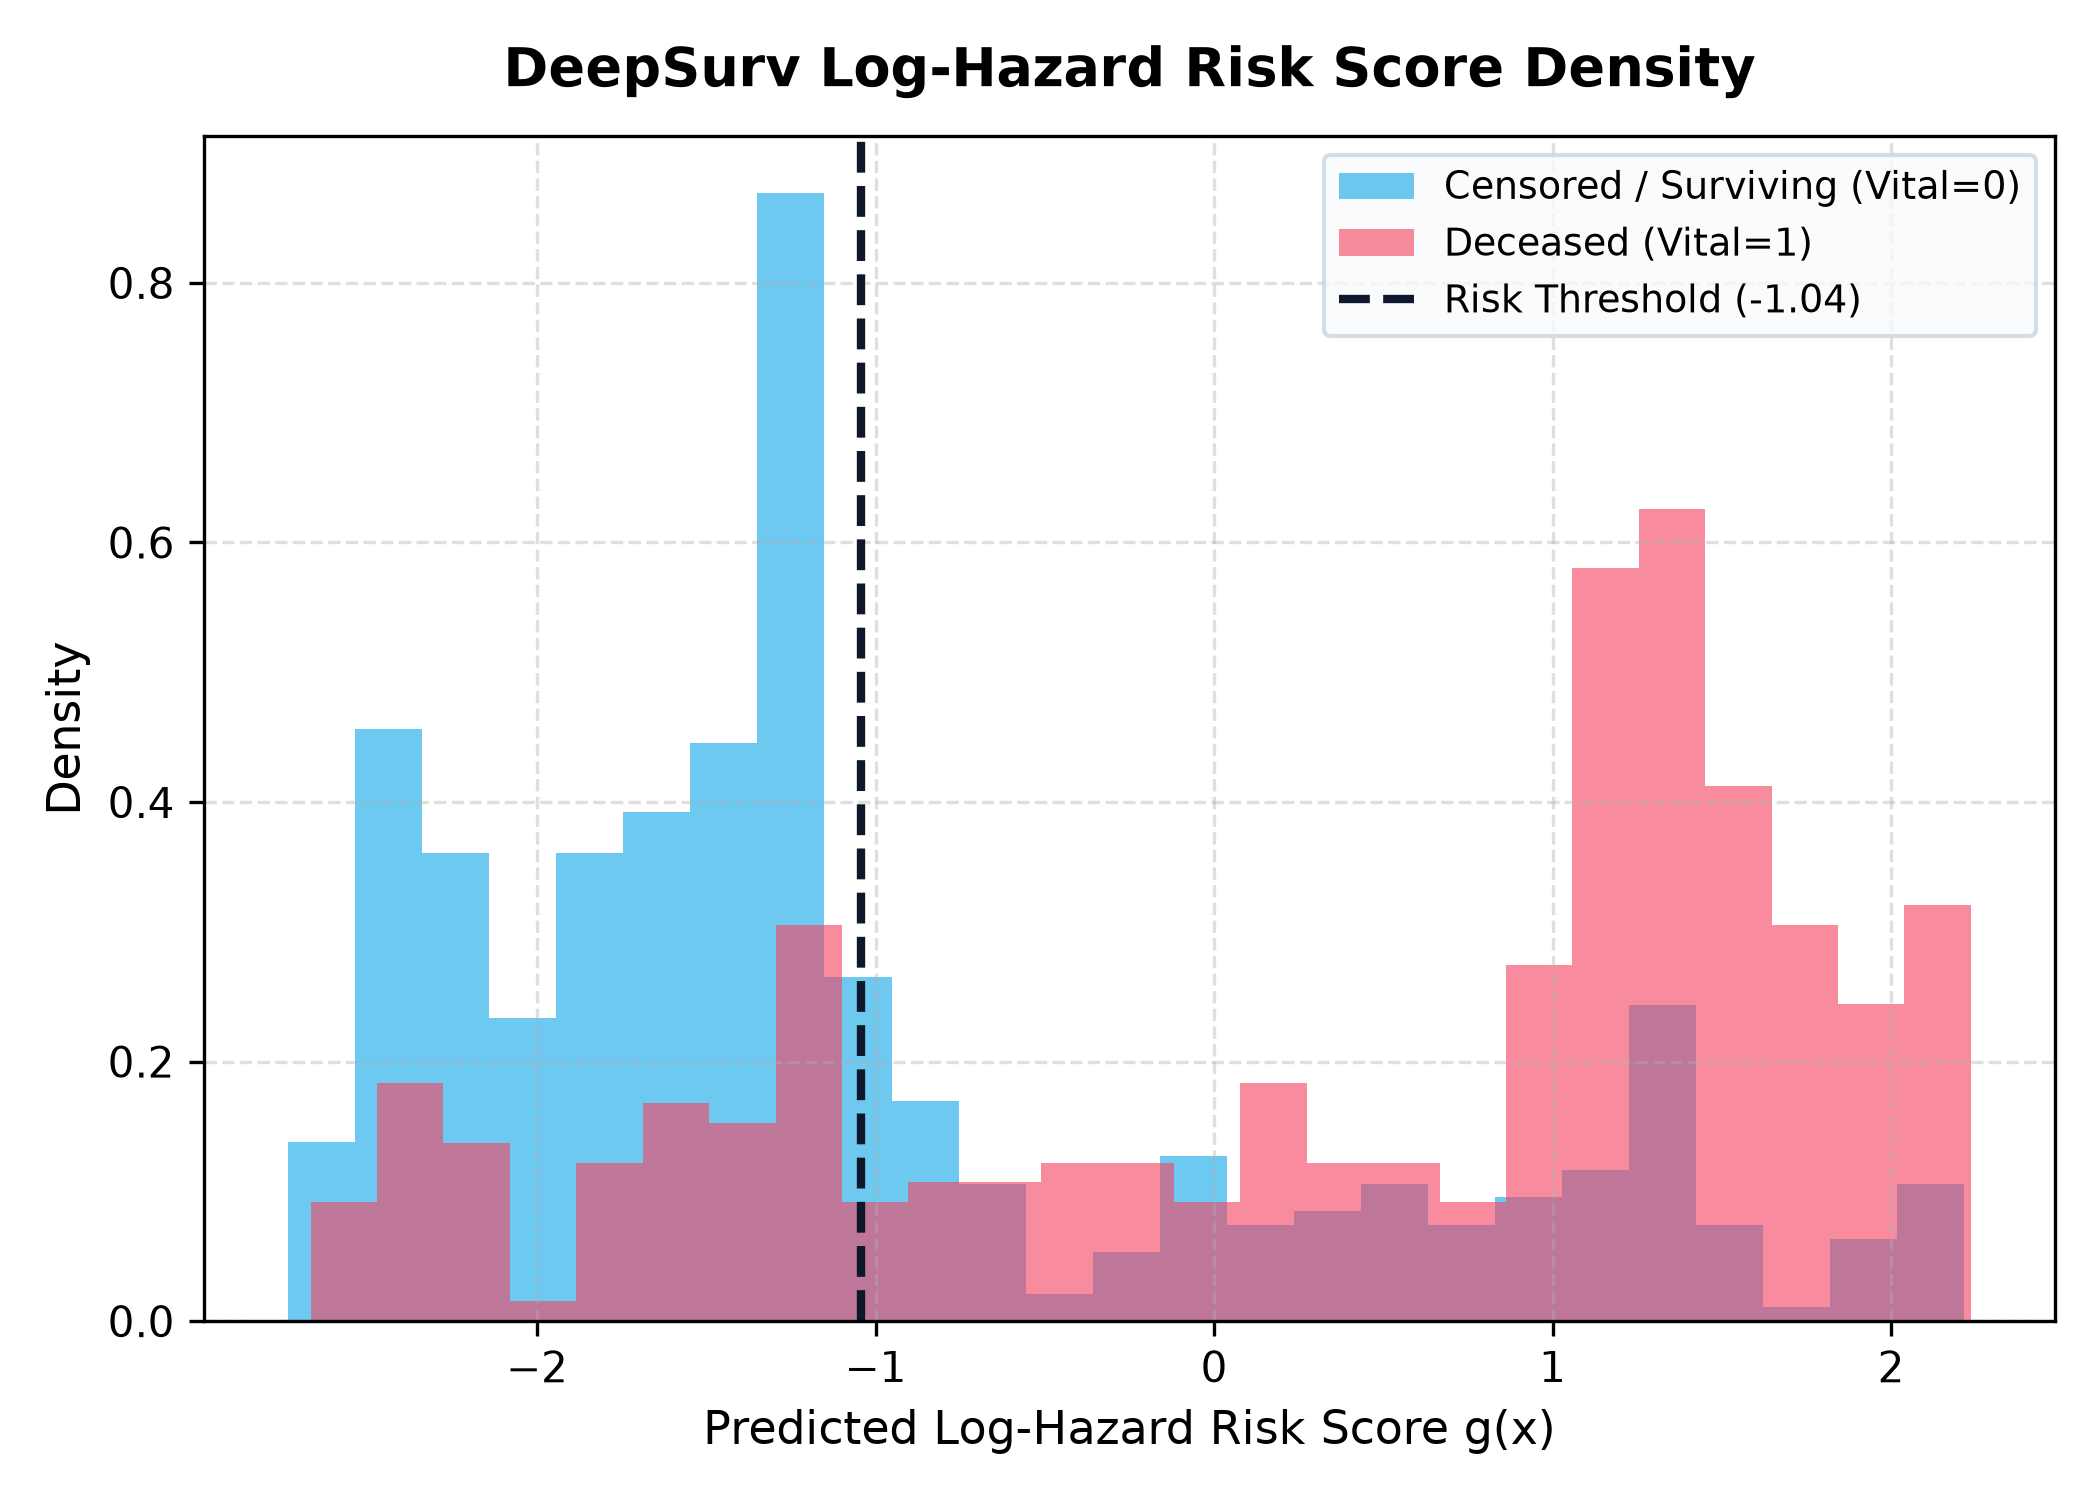 DeepSurv Log-Hazard Risk Score Density
Censored / Surviving (Vital=0)
Deceased (Vital=1)
Risk Threshold (-1.04)
Density
0.8
0.6
0.4
0.2
0.0
−2
−1
0
1
2
Predicted Log-Hazard Risk Score g(x)